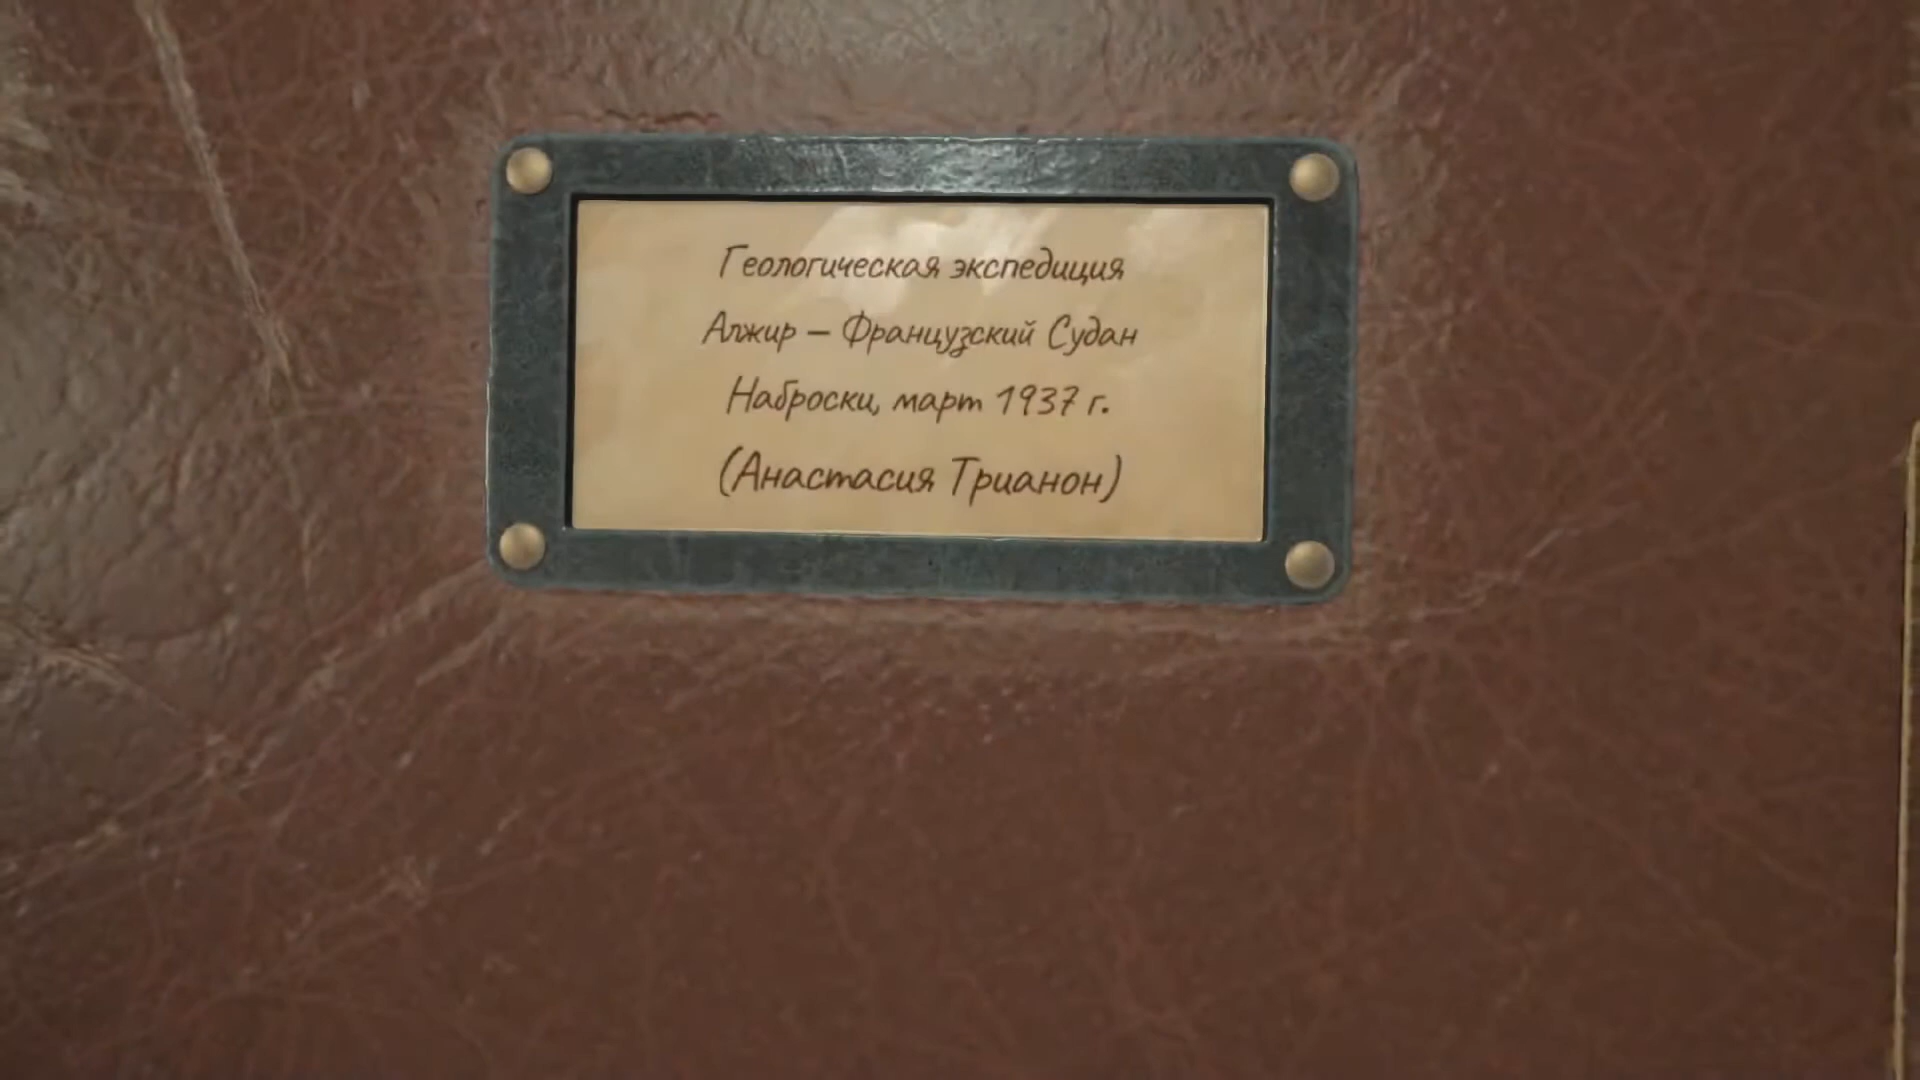 Геологическая экспедиция
Алжир – Французский Судан
Наброски, март 1937 г.
(Анастасия Трианон)